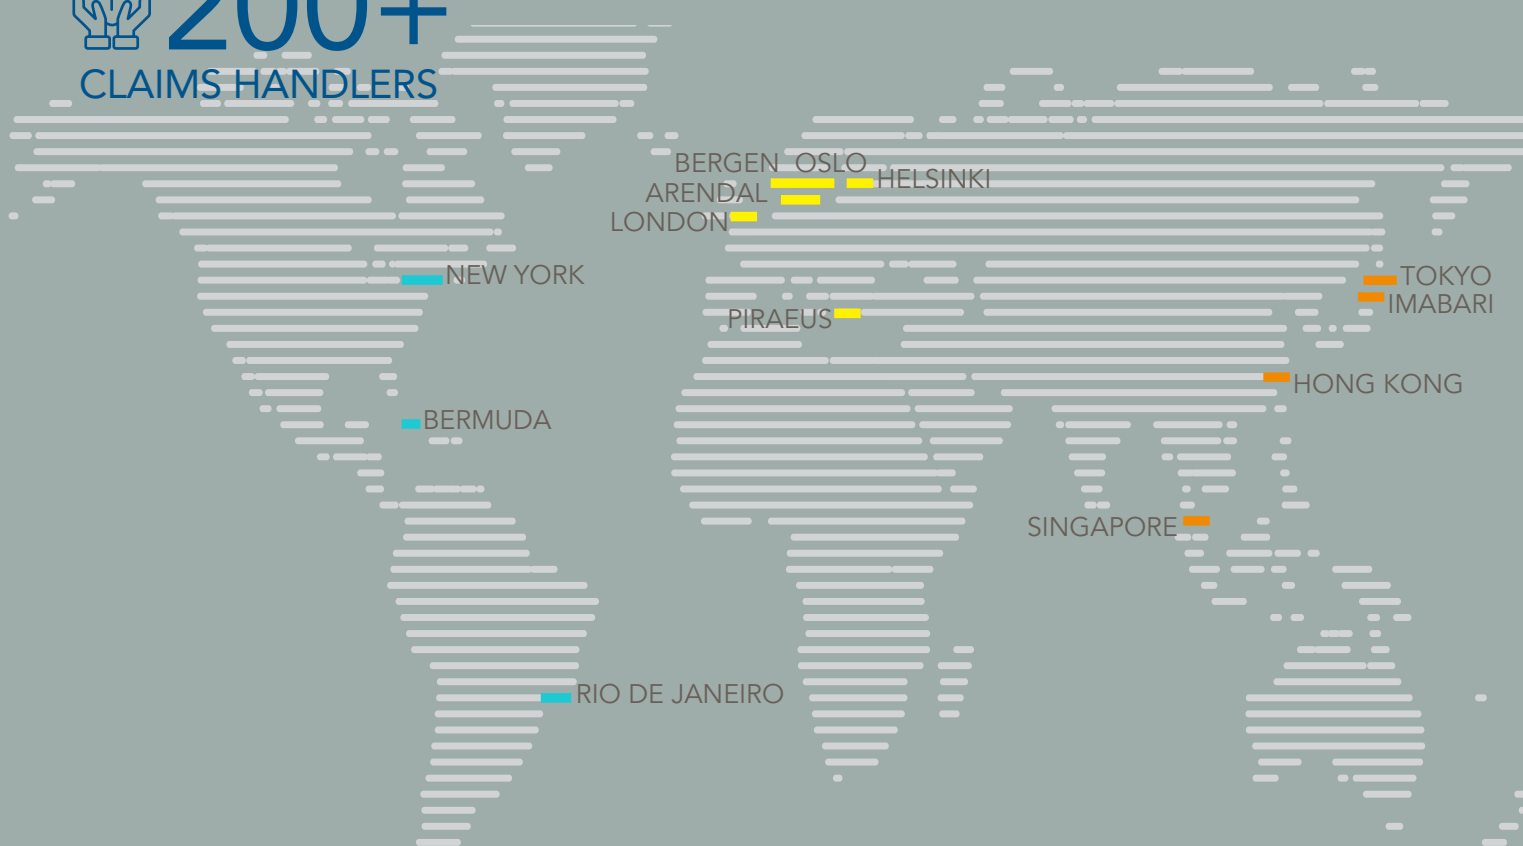 200+
CLAIMS HANDLERS
BERGEN OSLO
HELSINKI
ARENDAL
LONDON
NEW YORK
TOKYO
IMABARI
PIRAEUS
HONG KONG
BERMUDA
SINGAPORE
RIO DE JANEIRO